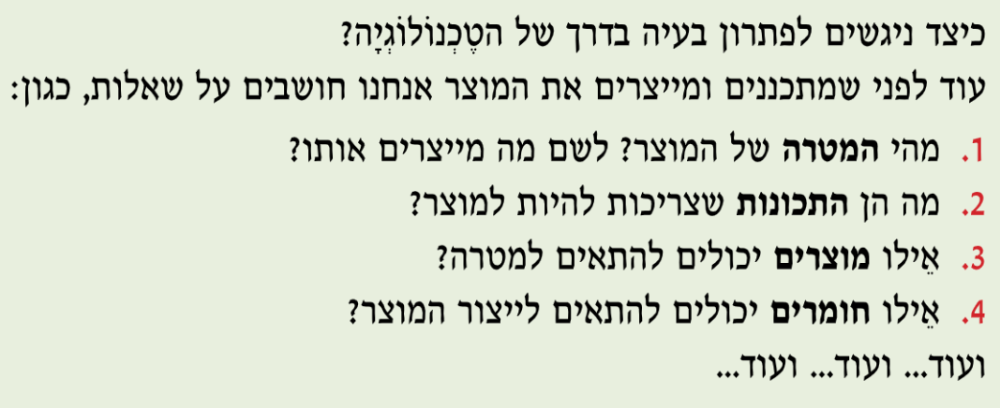 כיצד ניגשים לפתרון בעיה בדרך של הטֶכְנוֹלוֹגְיָה?
עוד לפני שמתכננים ומייצרים את המוצר אנחנו חושבים על שאלות, כגון:
1. מהי המטרה של המוצר? לשם מה מייצרים אותו?
2. מה הן התכונות שצריכות להיות למוצר?
3. אֵילו מוצרים יכולים להתאים למטרה?
4. אֵילו חומרים יכולים להתאים לייצור המוצר?
ועוד... ועוד... ועוד...